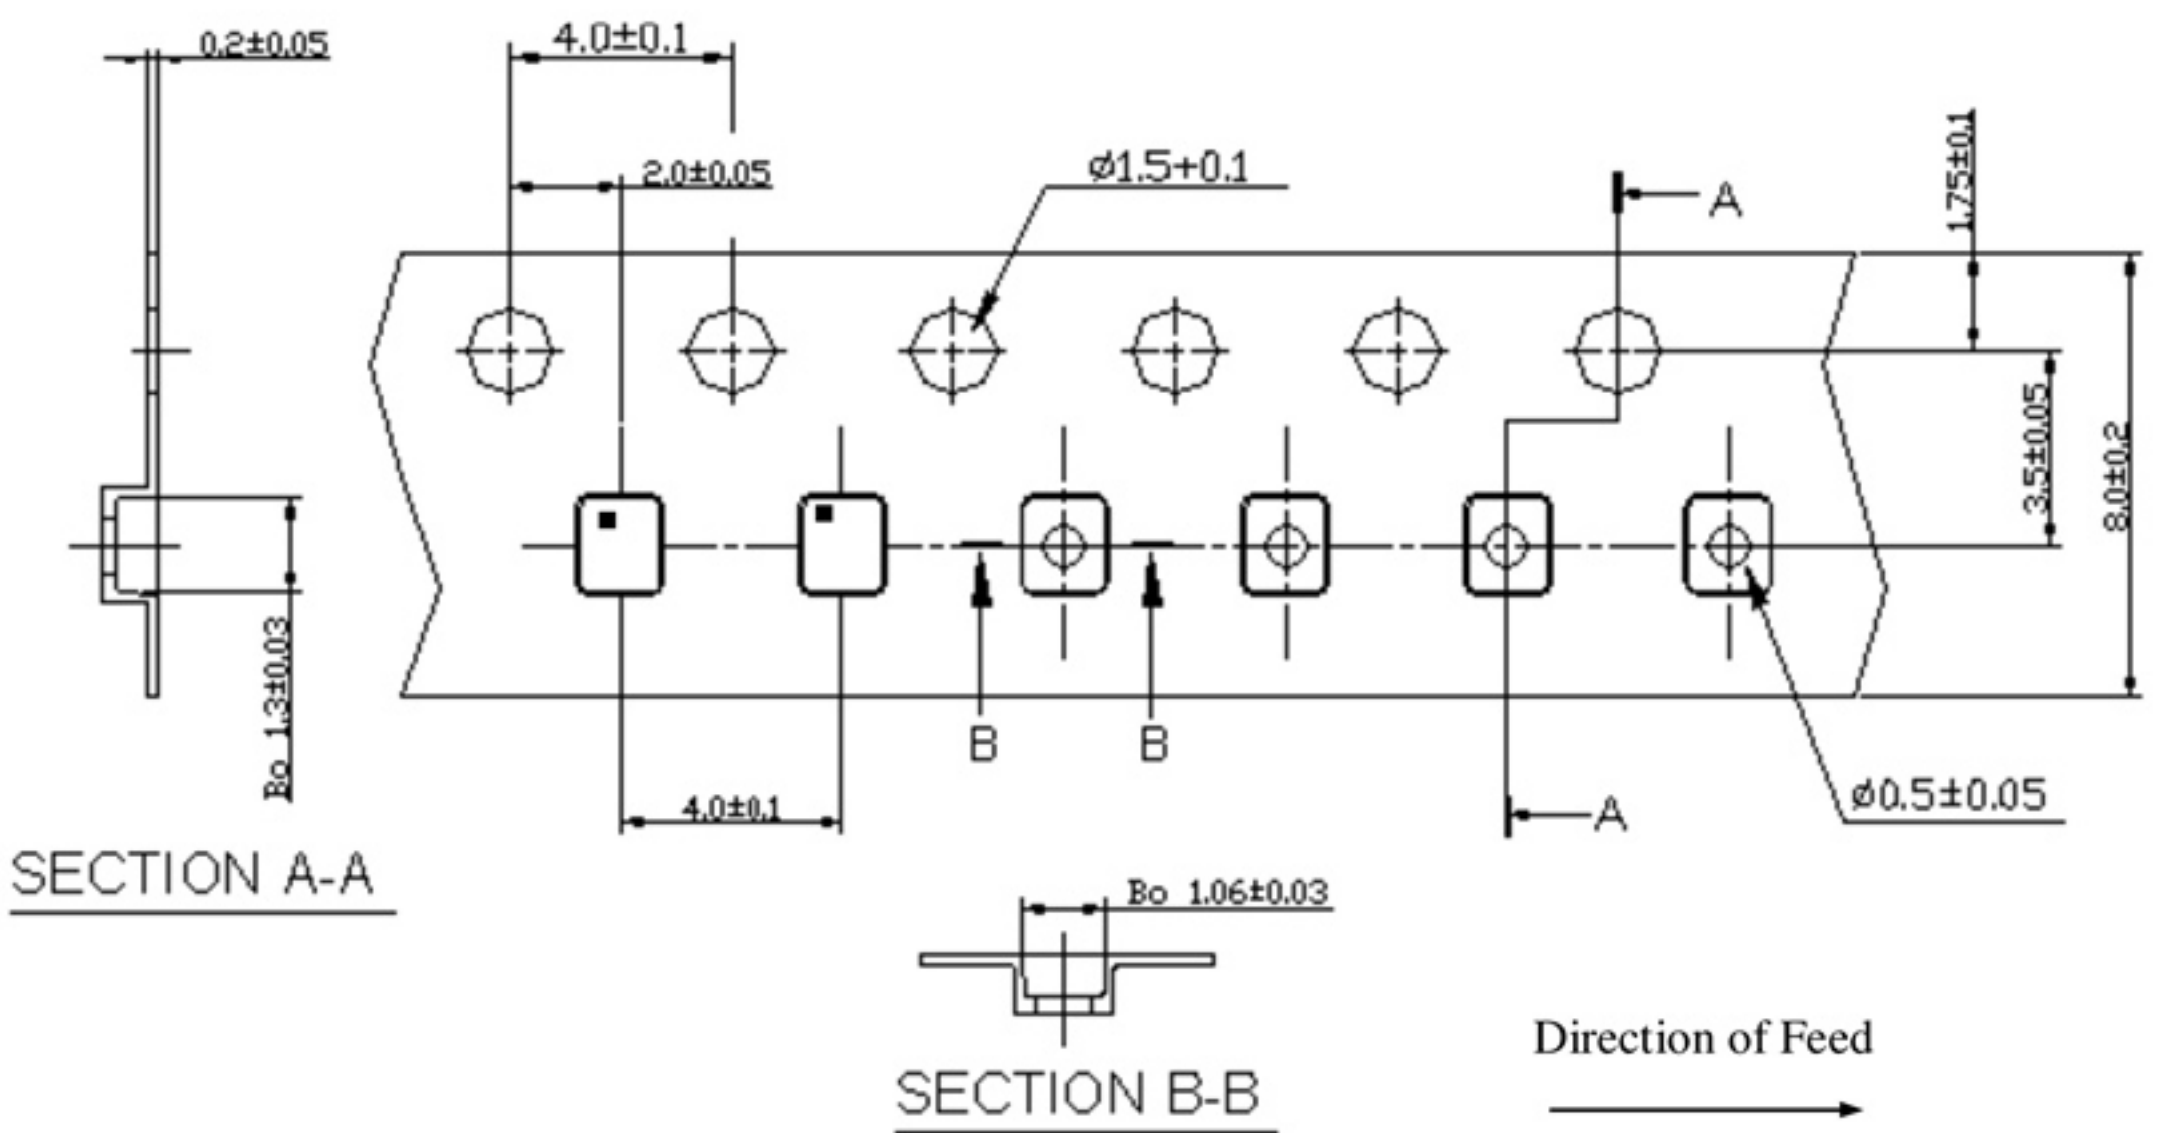 0.2±0.05
4.0±0.1
2.0±0.05
ø1.5+0.1
A
1.75±0.1
3.5±0.05
8.0±0.2
Bo 1.3±0.03
B
B
4.0±0.1
A
ø0.5±0.05
SECTION A-A
Bo 1.06±0.03
SECTION B-B
Direction of Feed